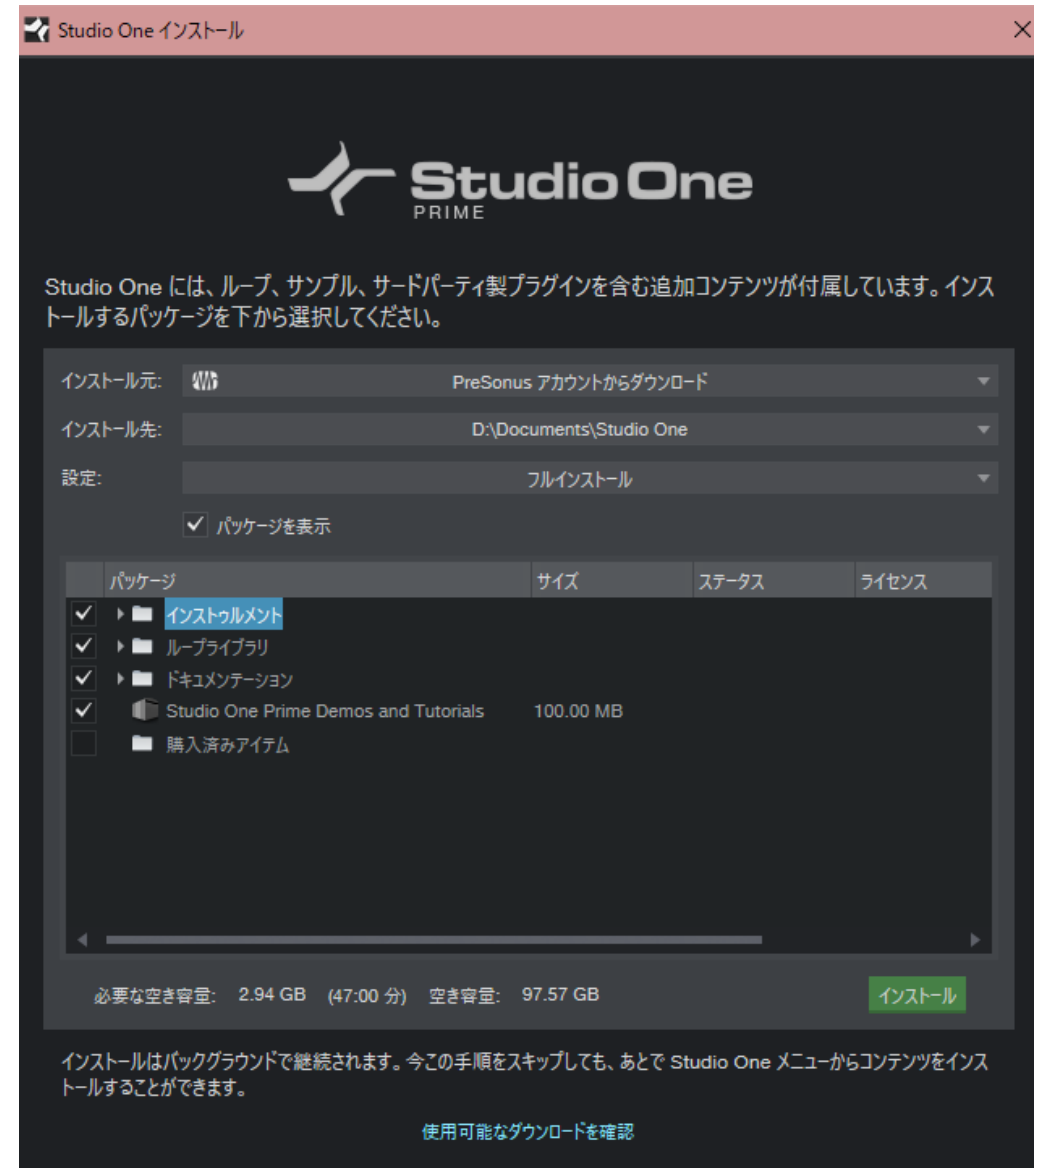 Studio One インストール
Studio One
PRIME
Studio One には、ループ、サンプル、サードパーティ製プラグインを含む追加コンテンツが付属しています。インス
トールするパッケージを下から選択してください。
インストール元: PreSonus アカウントからダウンロード
インストール先: D:\Documents\Studio One
設定: フルインストール
パッケージを表示
パッケージ サイズ ステータス ライセンス
インストゥルメント
ループライブラリ
ドキュメンテーション
Studio One Prime Demos and Tutorials 100.00 MB
購入済みアイテム
必要な空き容量: 2.94 GB (47:00 分) 空き容量: 97.57 GB インストール
インストールはバックグラウンドで継続されます。今この手順をスキップしても、あとで Studio One メニューからコンテンツをインス
トールすることができます。
使用可能なダウンロードを確認